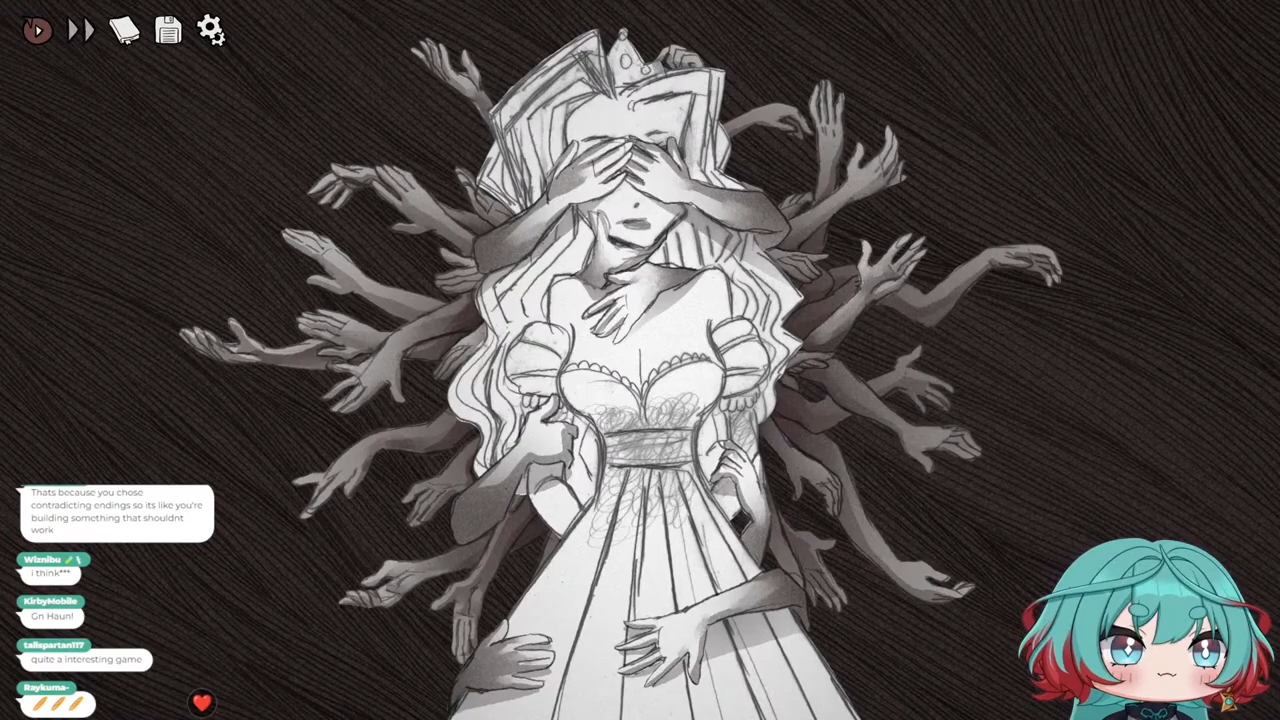 Thats because you chose
contradicting endings so its like you're
building something that shouldnt
work
Wiznibu
i think***
KirbyMobile
Gn Haun!
tallspartan117
quite a interesting game
Raykuma-